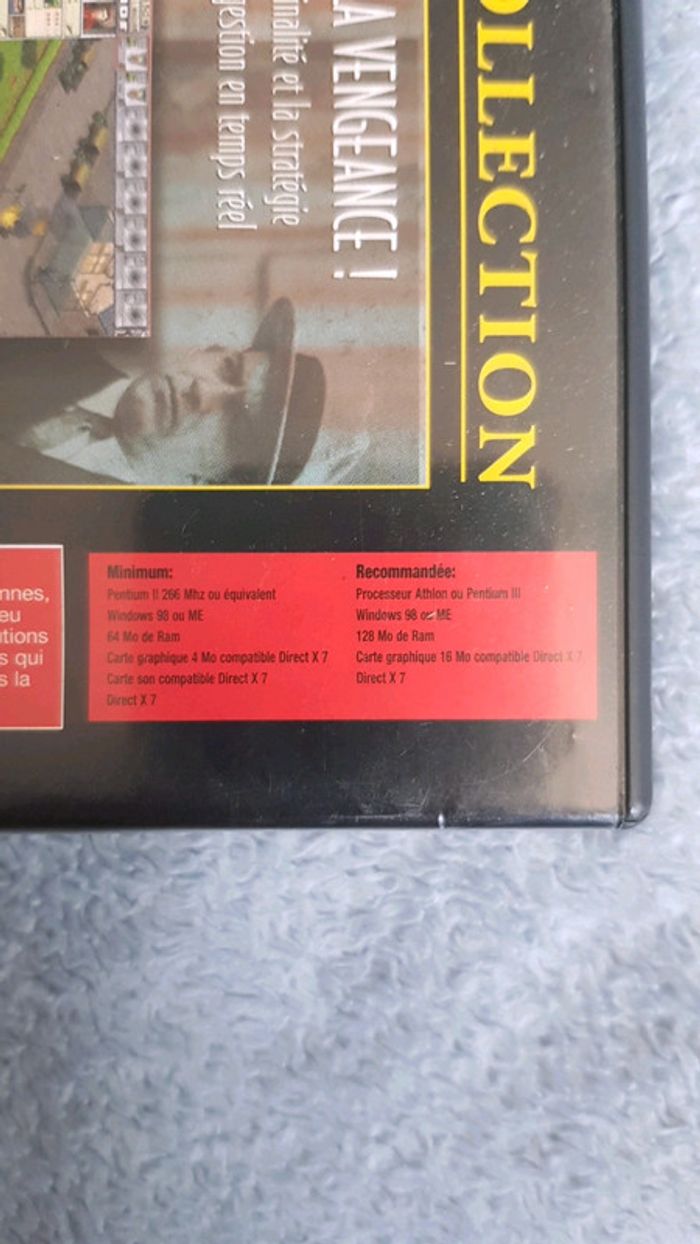 OLLECTION
LA VENGEANCE !
inalité et la stratégie
gestion en temps réel
nnes,
eu
utions
s qui
s la
Minimum:
Pentium II 266 Mhz ou équivalent
Windows 98 ou ME
64 Mo de Ram
Carte graphique 4 Mo compatible Direct X 7
Carte son compatible Direct X 7
Direct X 7
Recommandée:
Processeur Athlon ou Pentium III
Windows 98 ou ME
128 Mo de Ram
Carte graphique 16 Mo compatible Direct X 7
Direct X 7